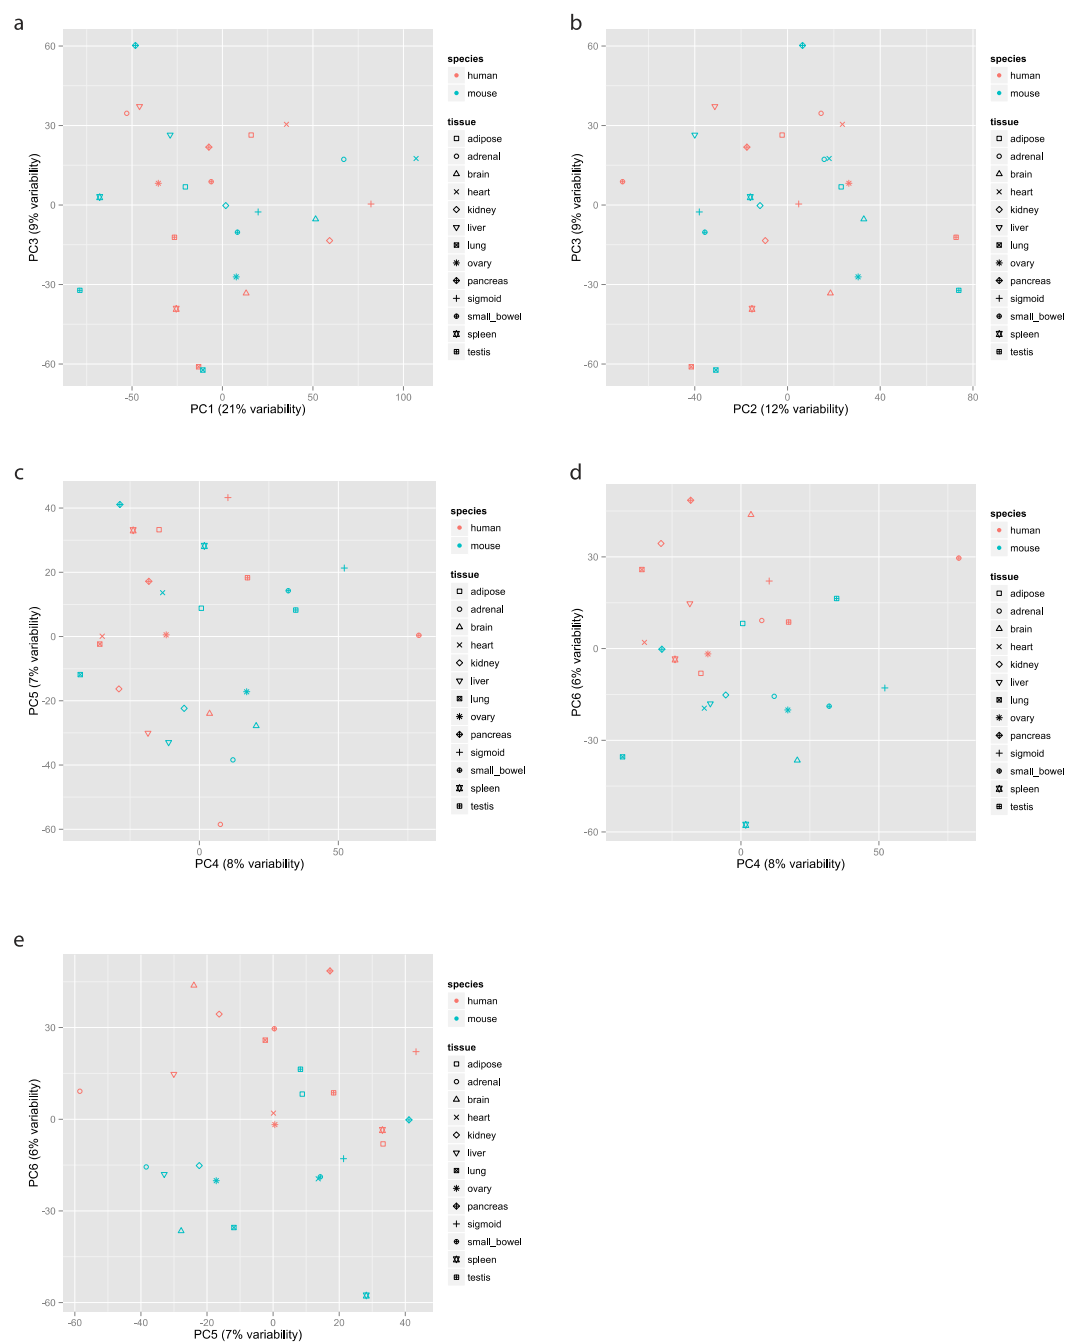 a
60
30
0
-30
-60
PC3 (9% variability)
-50
0
50
100
PC1 (21% variability)
species
human
mouse
tissue
adipose
adrenal
brain
heart
kidney
liver
lung
ovary
pancreas
sigmoid
small_bowel
spleen
testis
b
60
30
0
-30
-60
PC3 (9% variability)
-40
0
40
80
PC2 (12% variability)
species
human
mouse
tissue
adipose
adrenal
brain
heart
kidney
liver
lung
ovary
pancreas
sigmoid
small_bowel
spleen
testis
c
40
20
0
-20
-40
-60
PC5 (7% variability)
0
50
PC4 (8% variability)
species
human
mouse
tissue
adipose
adrenal
brain
heart
kidney
liver
lung
ovary
pancreas
sigmoid
small_bowel
spleen
testis
d
30
0
-30
-60
PC6 (6% variability)
0
50
PC4 (8% variability)
species
human
mouse
tissue
adipose
adrenal
brain
heart
kidney
liver
lung
ovary
pancreas
sigmoid
small_bowel
spleen
testis
e
30
0
-30
-60
PC6 (6% variability)
-60
-40
-20
0
20
40
PC5 (7% variability)
species
human
mouse
tissue
adipose
adrenal
brain
heart
kidney
liver
lung
ovary
pancreas
sigmoid
small_bowel
spleen
testis